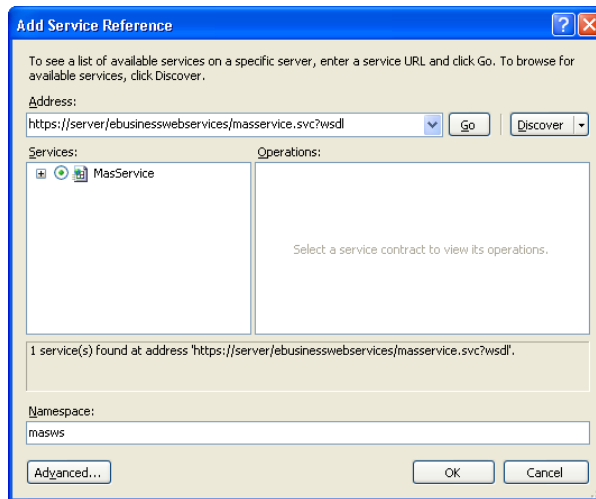 Add Service Reference
To see a list of available services on a specific server, enter a service URL and click Go. To browse for
available services, click Discover.
Address:
https://server/ebusinesswebservices/masservice.svc?wsdl
Go
Discover
Services:
Operations:
MasService
Select a service contract to view its operations.
1 service(s) found at address 'https://server/ebusinesswebservices/masservice.svc?wsdl'.
Namespace:
masws
Advanced...
OK
Cancel